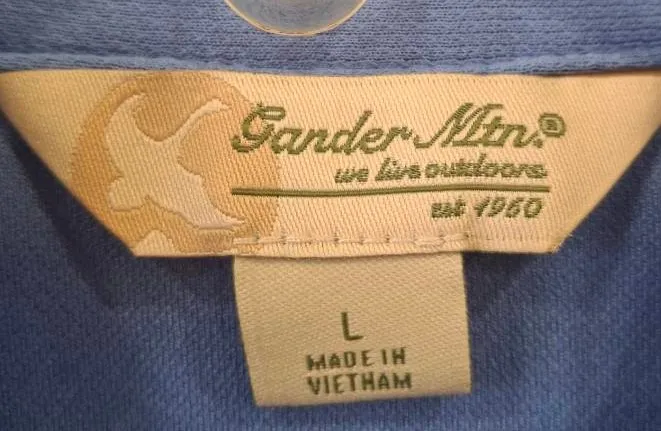 Gander Mtn.®
we live outdoors.
est 1960
L
MADE IN
VIETNAM